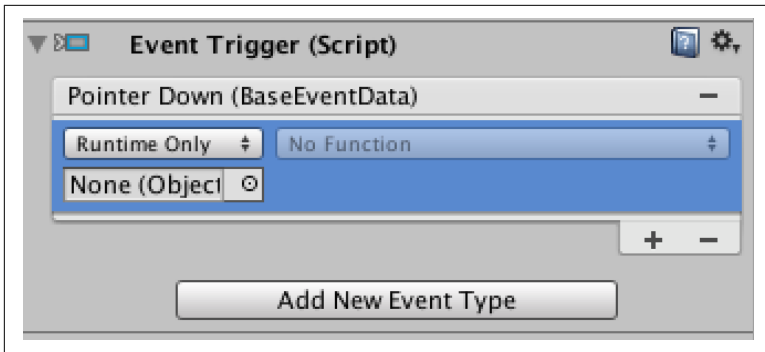 Event Trigger (Script)
Pointer Down (BaseEventData)
Runtime Only No Function
None (Object
Add New Event Type